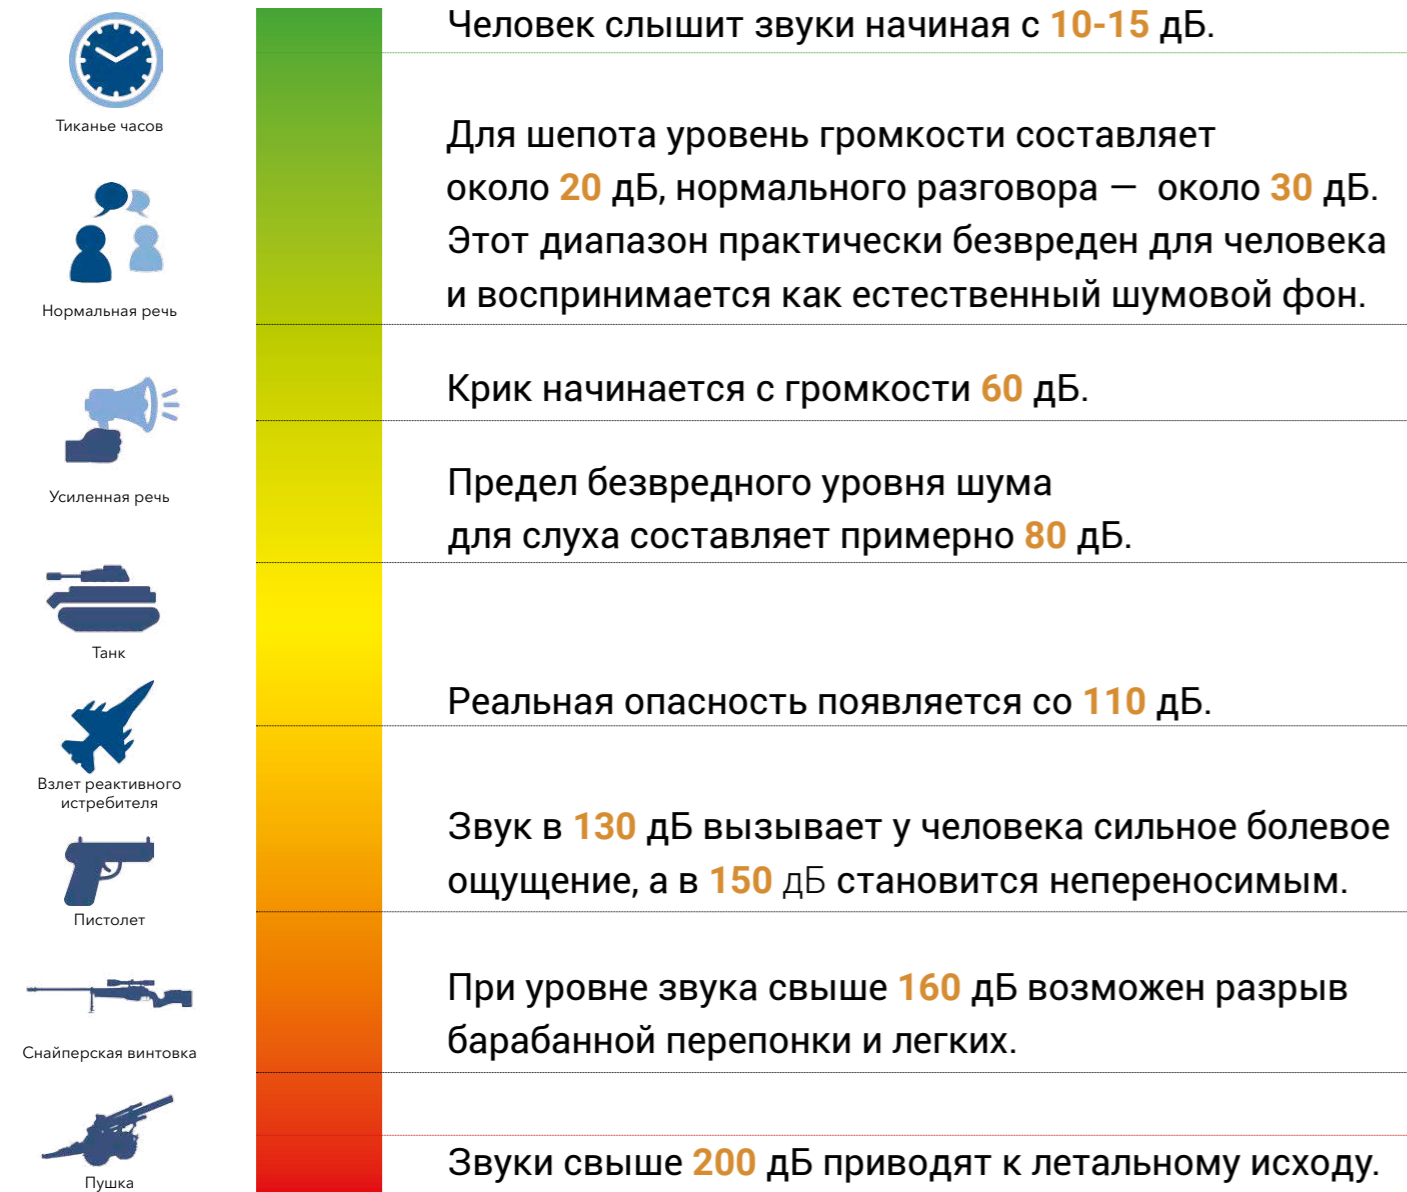 Человек слышит звуки начиная с 10-15 дБ.
Тиканье часов
Для шепота уровень громкости составляет
около 20 дБ, нормального разговора — около 30 дБ.
Этот диапазон практически безвреден для человека
и воспринимается как естественный шумовой фон.
Нормальная речь
Крик начинается с громкости 60 дБ.
Усиленная речь
Предел безвредного уровня шума
для слуха составляет примерно 80 дБ.
Танк
Реальная опасность появляется со 110 дБ.
Взлет реактивного
истребителя
Звук в 130 дБ вызывает у человека сильное болевое
ощущение, а в 150 дБ становится непереносимым.
Пистолет
При уровне звука свыше 160 дБ возможен разрыв
барабанной перепонки и легких.
Снайперская винтовка
Звуки свыше 200 дБ приводят к летальному исходу.
Пушка